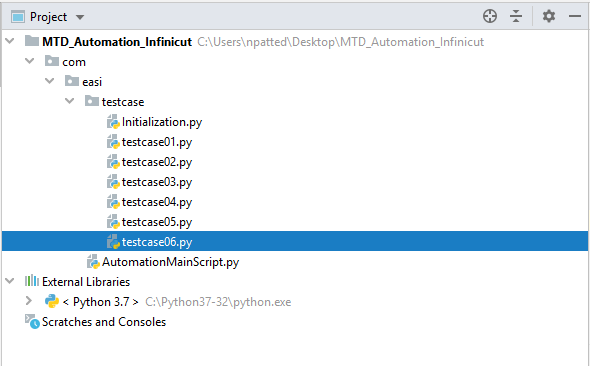 Project
MTD_Automation_Infinicut C:\Users\npatted\Desktop\MTD_Automation_Infinicut
com
easi
testcase
Initialization.py
testcase01.py
testcase02.py
testcase03.py
testcase04.py
testcase05.py
testcase06.py
AutomationMainScript.py
External Libraries
< Python 3.7 > C:\Python37-32\python.exe
Scratches and Consoles